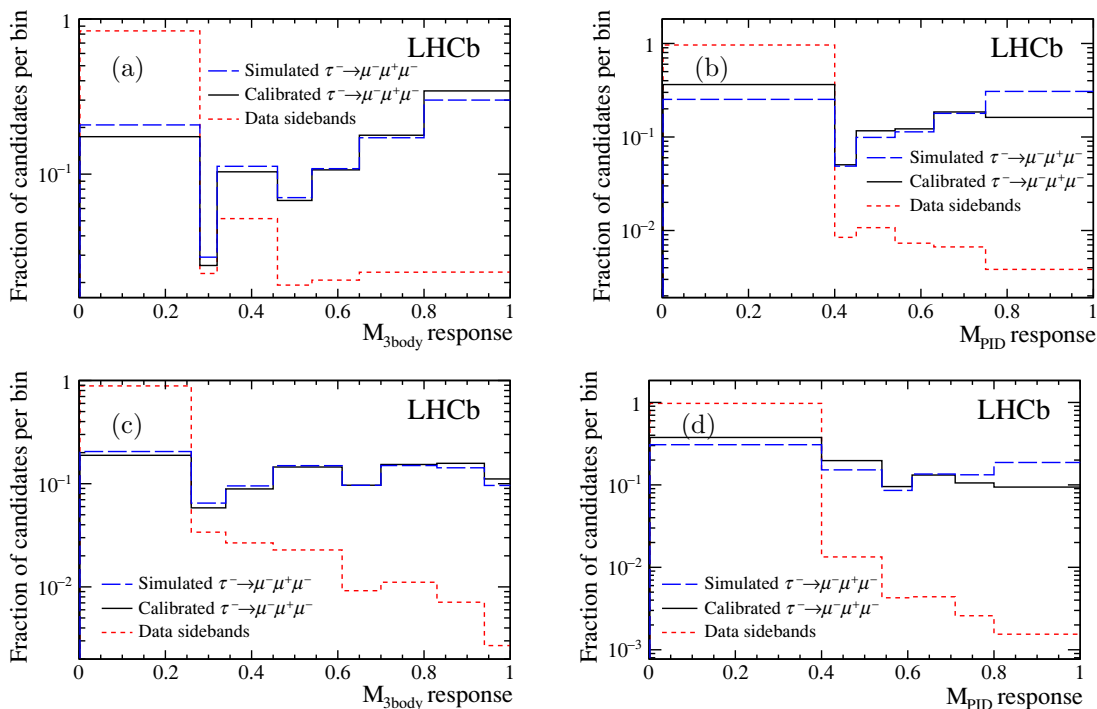 Fraction of candidates per bin
1
10⁻¹
(a)
LHCb
Simulated τ⁻→μ⁻μ⁺μ⁻
Calibrated τ⁻→μ⁻μ⁺μ⁻
Data sidebands
0 0.2 0.4 0.6 0.8 1
M3body response
Fraction of candidates per bin
1
10⁻¹
10⁻²
(b)
LHCb
Simulated τ⁻→μ⁻μ⁺μ⁻
Calibrated τ⁻→μ⁻μ⁺μ⁻
Data sidebands
0 0.2 0.4 0.6 0.8 1
MPID response
Fraction of candidates per bin
1
10⁻¹
10⁻²
(c)
LHCb
Simulated τ⁻→μ⁻μ⁺μ⁻
Calibrated τ⁻→μ⁻μ⁺μ⁻
Data sidebands
0 0.2 0.4 0.6 0.8 1
M3body response
Fraction of candidates per bin
1
10⁻¹
10⁻²
10⁻³
(d)
LHCb
Simulated τ⁻→μ⁻μ⁺μ⁻
Calibrated τ⁻→μ⁻μ⁺μ⁻
Data sidebands
0 0.2 0.4 0.6 0.8 1
MPID response